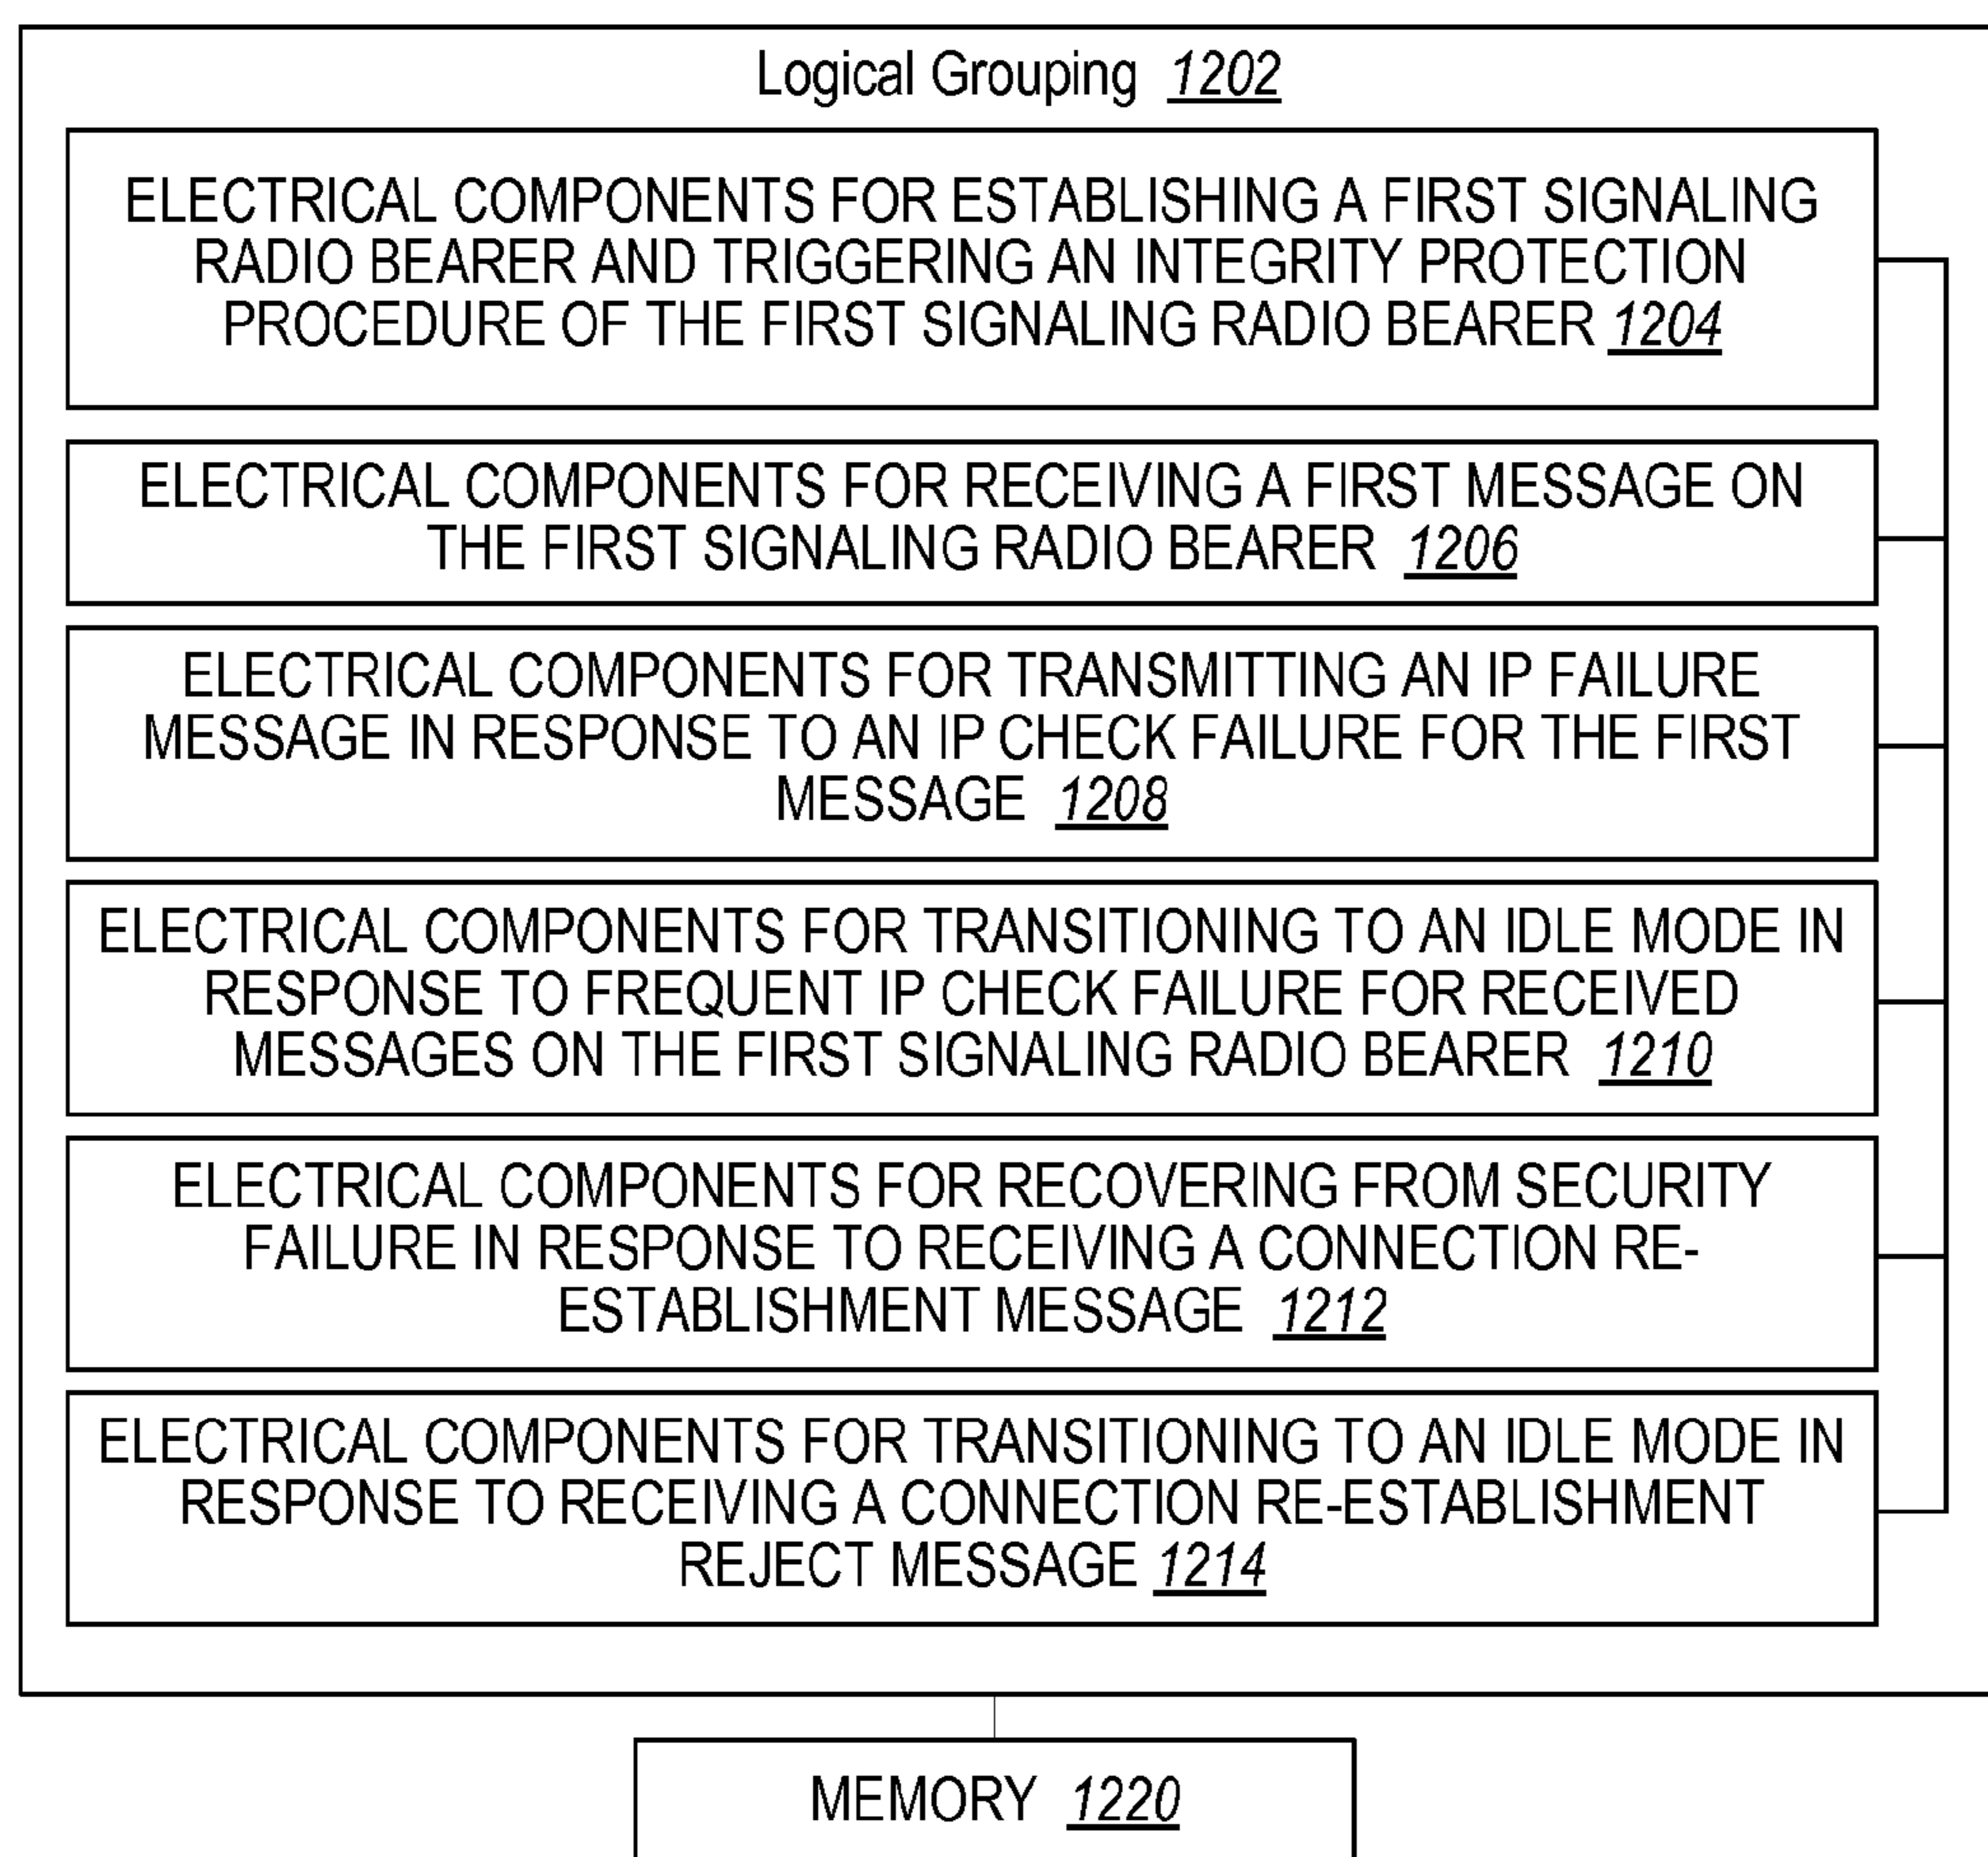 Logical Grouping 1202
ELECTRICAL COMPONENTS FOR ESTABLISHING A FIRST SIGNALING
RADIO BEARER AND TRIGGERING AN INTEGRITY PROTECTION
PROCEDURE OF THE FIRST SIGNALING RADIO BEARER 1204
ELECTRICAL COMPONENTS FOR RECEIVING A FIRST MESSAGE ON
THE FIRST SIGNALING RADIO BEARER 1206
ELECTRICAL COMPONENTS FOR TRANSMITTING AN IP FAILURE
MESSAGE IN RESPONSE TO AN IP CHECK FAILURE FOR THE FIRST
MESSAGE 1208
ELECTRICAL COMPONENTS FOR TRANSITIONING TO AN IDLE MODE IN
RESPONSE TO FREQUENT IP CHECK FAILURE FOR RECEIVED
MESSAGES ON THE FIRST SIGNALING RADIO BEARER 1210
ELECTRICAL COMPONENTS FOR RECOVERING FROM SECURITY
FAILURE IN RESPONSE TO RECEIVING A CONNECTION RE-
ESTABLISHMENT MESSAGE 1212
ELECTRICAL COMPONENTS FOR TRANSITIONING TO AN IDLE MODE IN
RESPONSE TO RECEIVING A CONNECTION RE-ESTABLISHMENT
REJECT MESSAGE 1214
MEMORY 1220